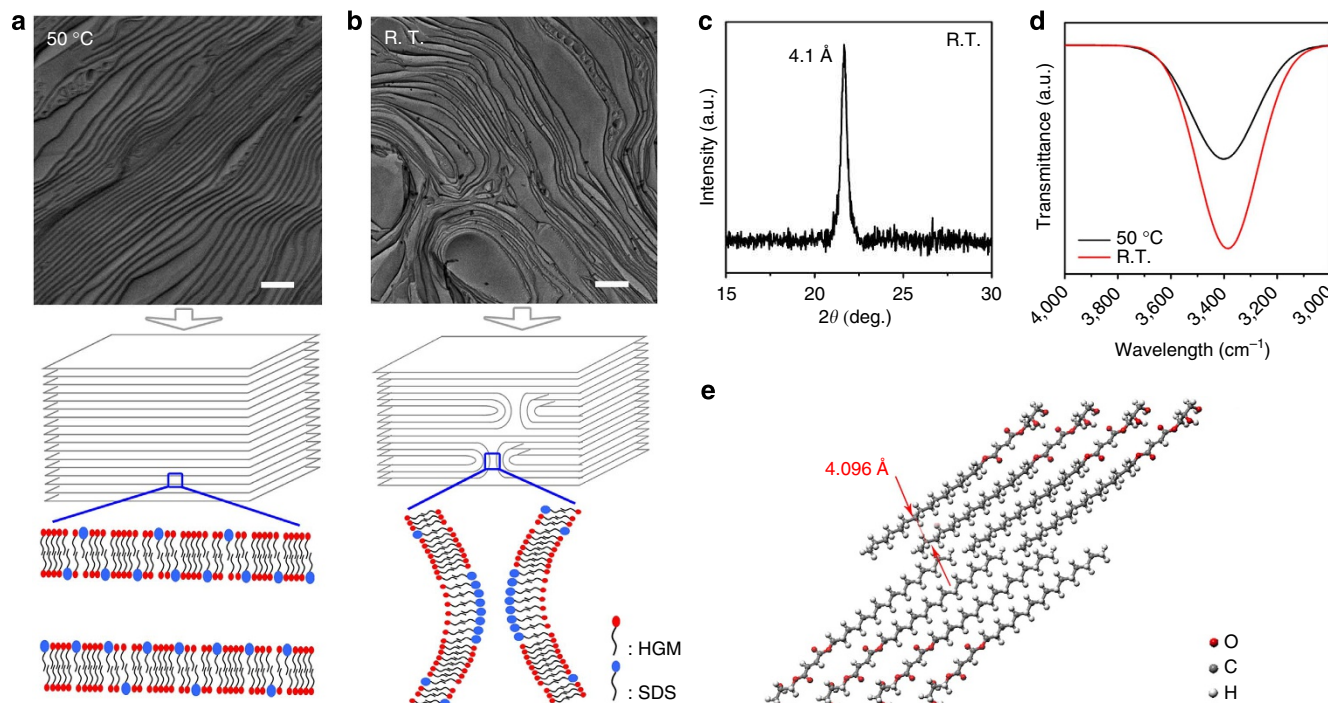 a
50 °C
b
R. T.
c
4.1 Å
R.T.
Intensity (a.u.)
15
20
25
30
2θ (deg.)
d
Transmittance (a.u.)
50 °C
R.T.
4,000
3,800
3,600
3,400
3,200
3,000
Wavelength (cm⁻¹)
: HGM
: SDS
e
4.096 Å
O
C
H